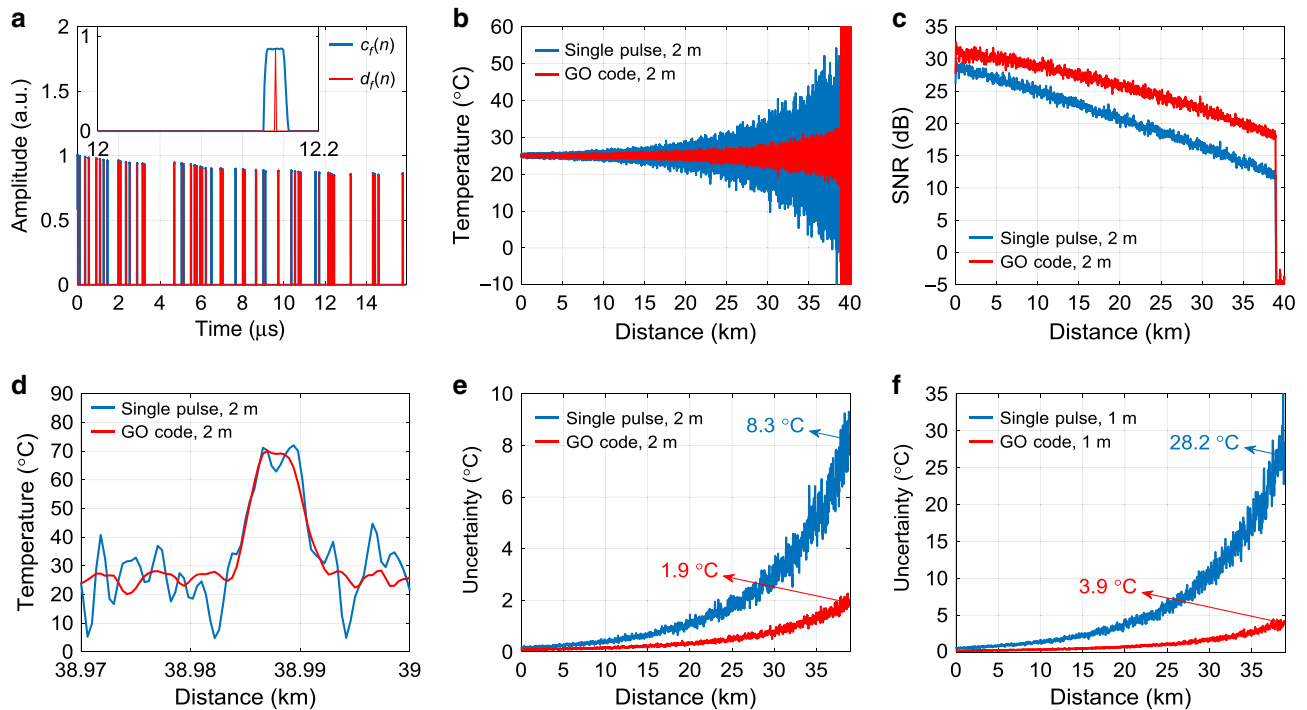 a
2
1.5
1
0.5
0
Amplitude (a.u.)
1
0
12
12.2
c_f(n)
d_f(n)
0 2 4 6 8 10 12 14
Time (μs)
b
60
50
40
30
20
10
0
−10
Temperature (°C)
Single pulse, 2 m
GO code, 2 m
0 5 10 15 20 25 30 35 40
Distance (km)
c
35
30
25
20
15
10
5
0
−5
SNR (dB)
Single pulse, 2 m
GO code, 2 m
0 5 10 15 20 25 30 35 40
Distance (km)
d
90
80
70
60
50
40
30
20
10
0
Temperature (°C)
Single pulse, 2 m
GO code, 2 m
38.97 38.98 38.99 39
Distance (km)
e
10
8
6
4
2
0
Uncertainty (°C)
Single pulse, 2 m
GO code, 2 m
8.3 °C
1.9 °C
0 5 10 15 20 25 30 35
Distance (km)
f
35
30
25
20
15
10
5
0
Uncertainty (°C)
Single pulse, 1 m
GO code, 1 m
28.2 °C
3.9 °C
0 5 10 15 20 25 30 35
Distance (km)